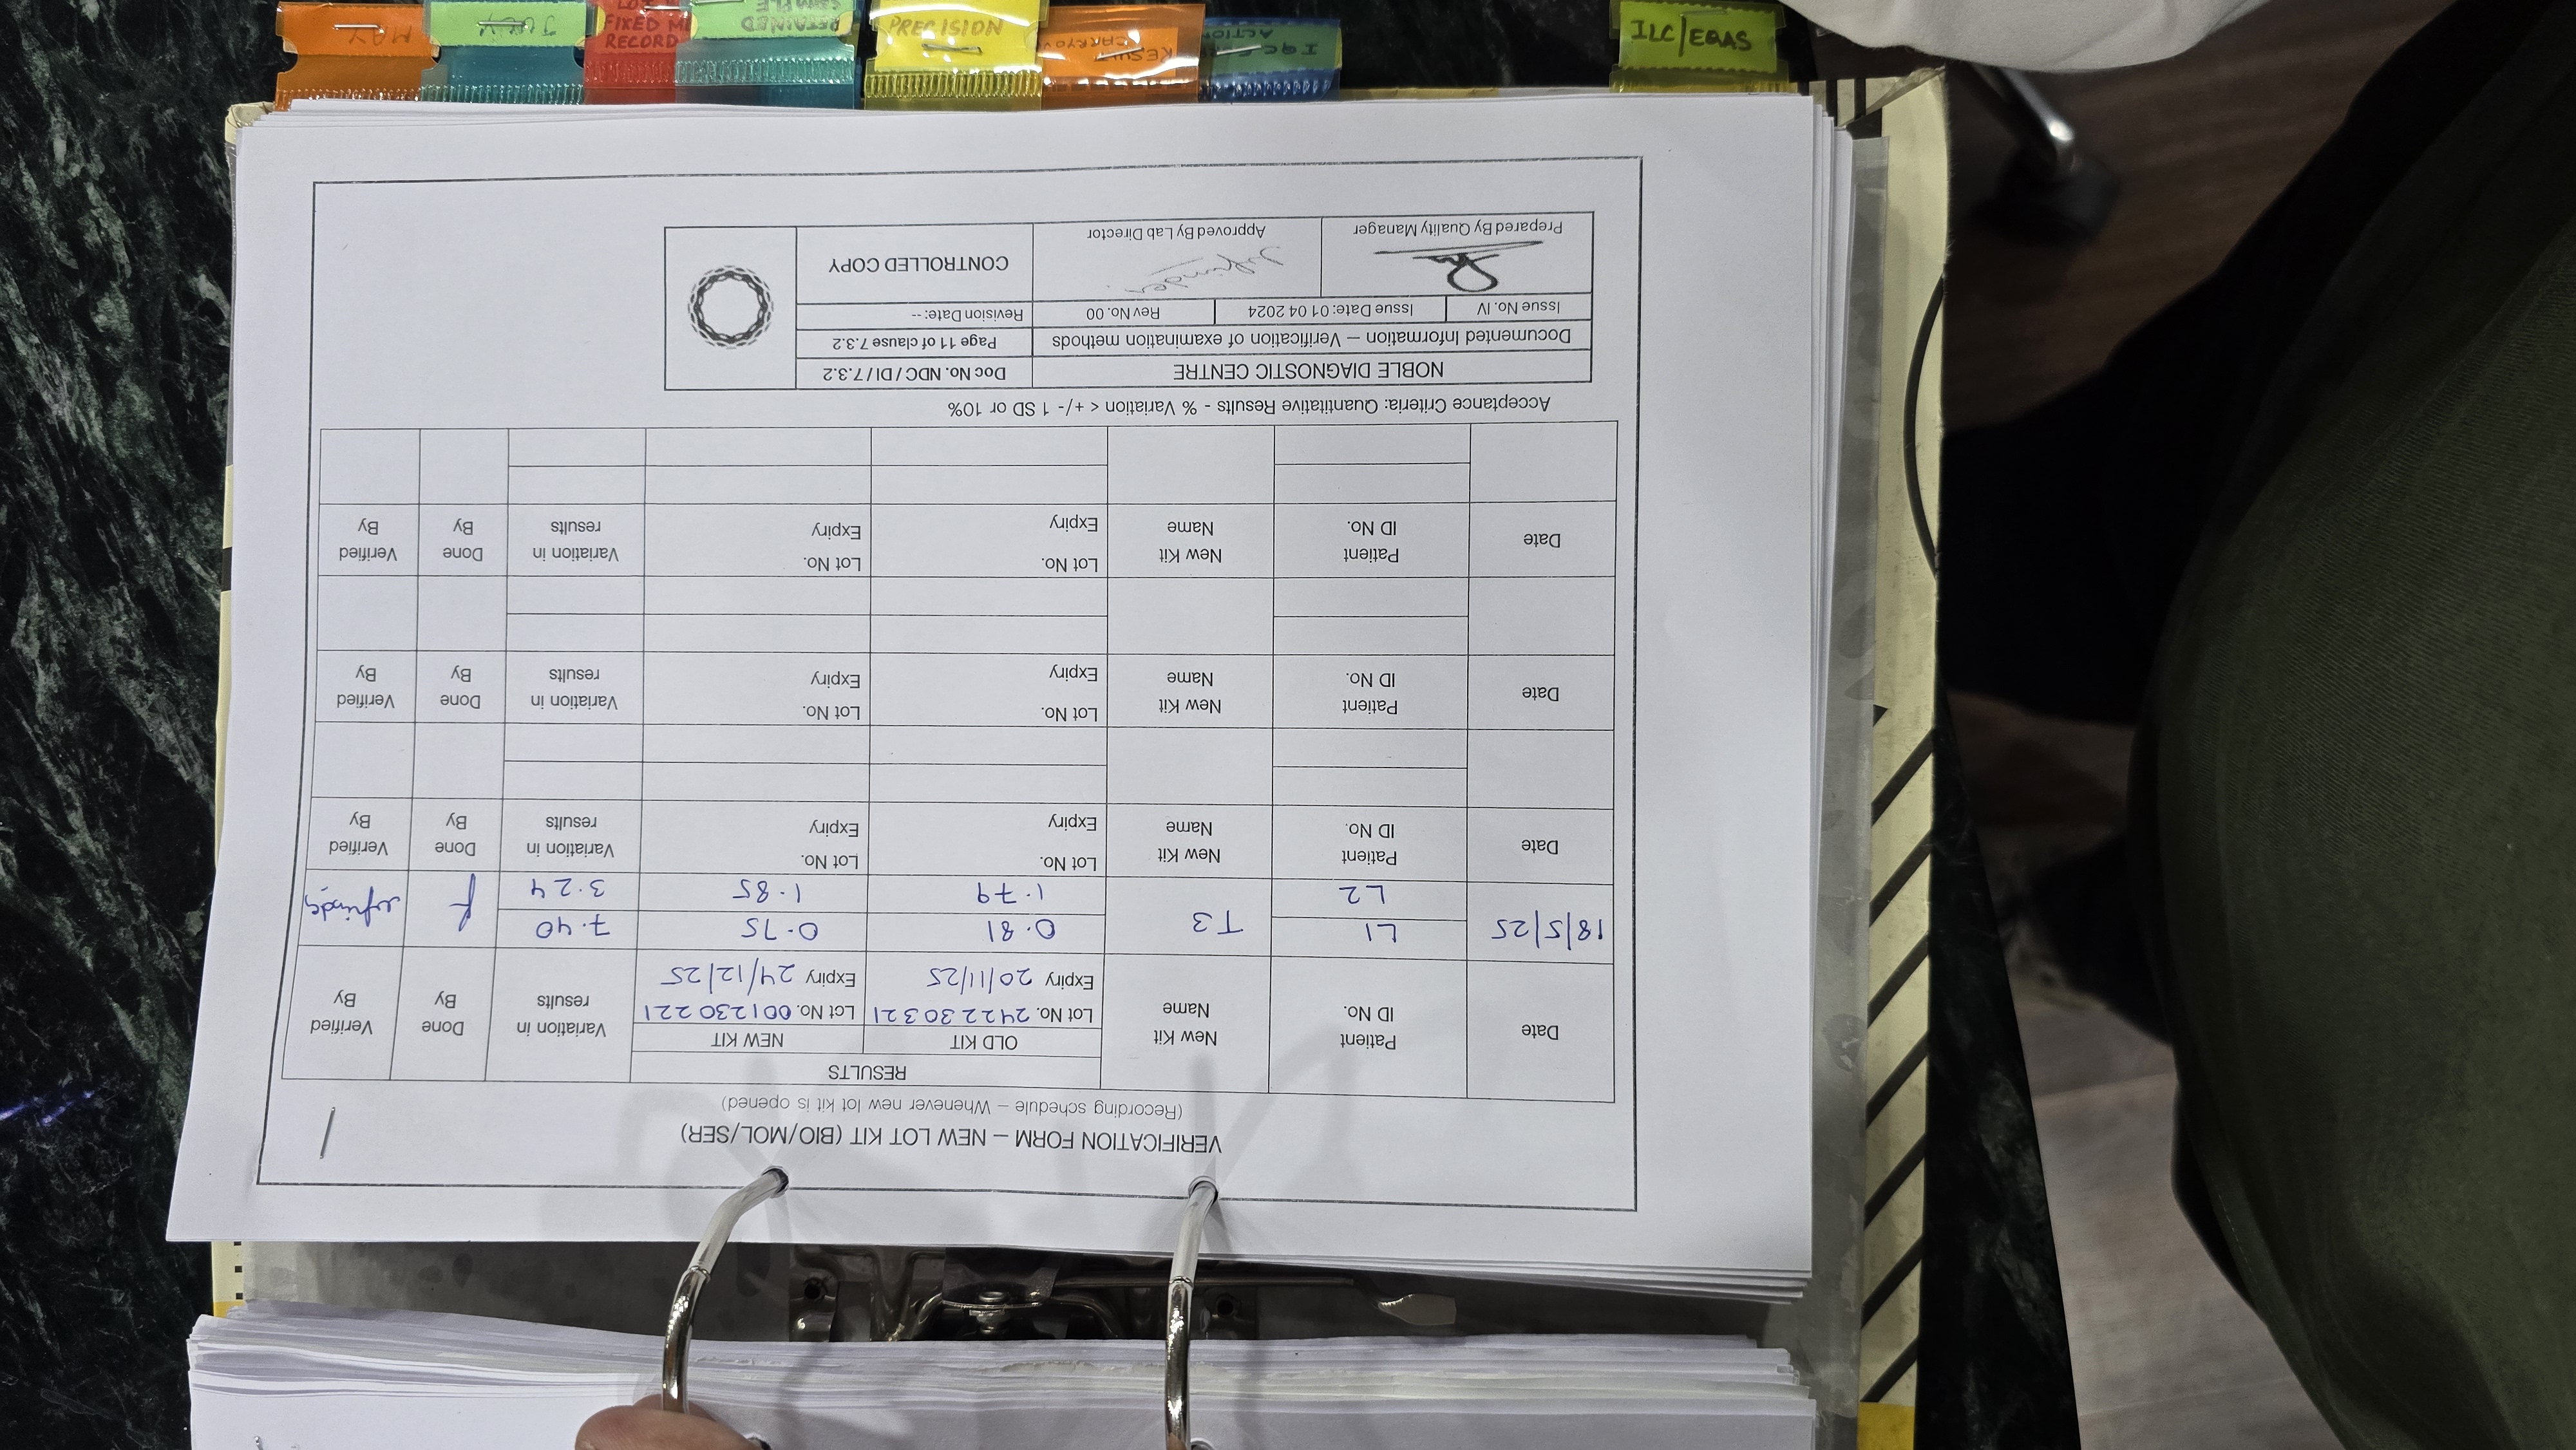 VERIFICATION FORM – NEW LOT KIT (BIO/MOL/SER)
(Recording schedule – Whenever new lot kit is opened)
RESULTS
Date Patient ID No. New Kit Name OLD KIT NEW KIT Variation in results Done By Verified By
Lot No. 242230321 Lot No. 001230221
Expiry 20/11/25 Expiry 24/12/25
18/5/25 L1 T3 0.81 0.75 7.40
L2 1.79 1.85 3.24
Date Patient ID No. New Kit Name Lot No. Expiry Lot No. Expiry Variation in results Done By Verified By
Date Patient ID No. New Kit Name Lot No. Expiry Lot No. Expiry Variation in results Done By Verified By
Date Patient ID No. New Kit Name Lot No. Expiry Lot No. Expiry Variation in results Done By Verified By
Acceptance Criteria: Quantitative Results - % Variation < +/- 1 SD or 10%
NOBLE DIAGNOSTIC CENTRE Doc No. NDC / DI / 7.3.2
Documented Information – Verification of examination methods Page 11 of clause 7.3.2
Issue No. IV Issue Date: 01 04 2024 Rev No. 00 Revision Date: --
CONTROLLED COPY
Prepared By Quality Manager Approved By Lab Director
MAY
JULY
FIXED
RECORD
RETAINED
PRECISION
RESULT
CARRYOV
IQC
ACTION
ILC/EQAS